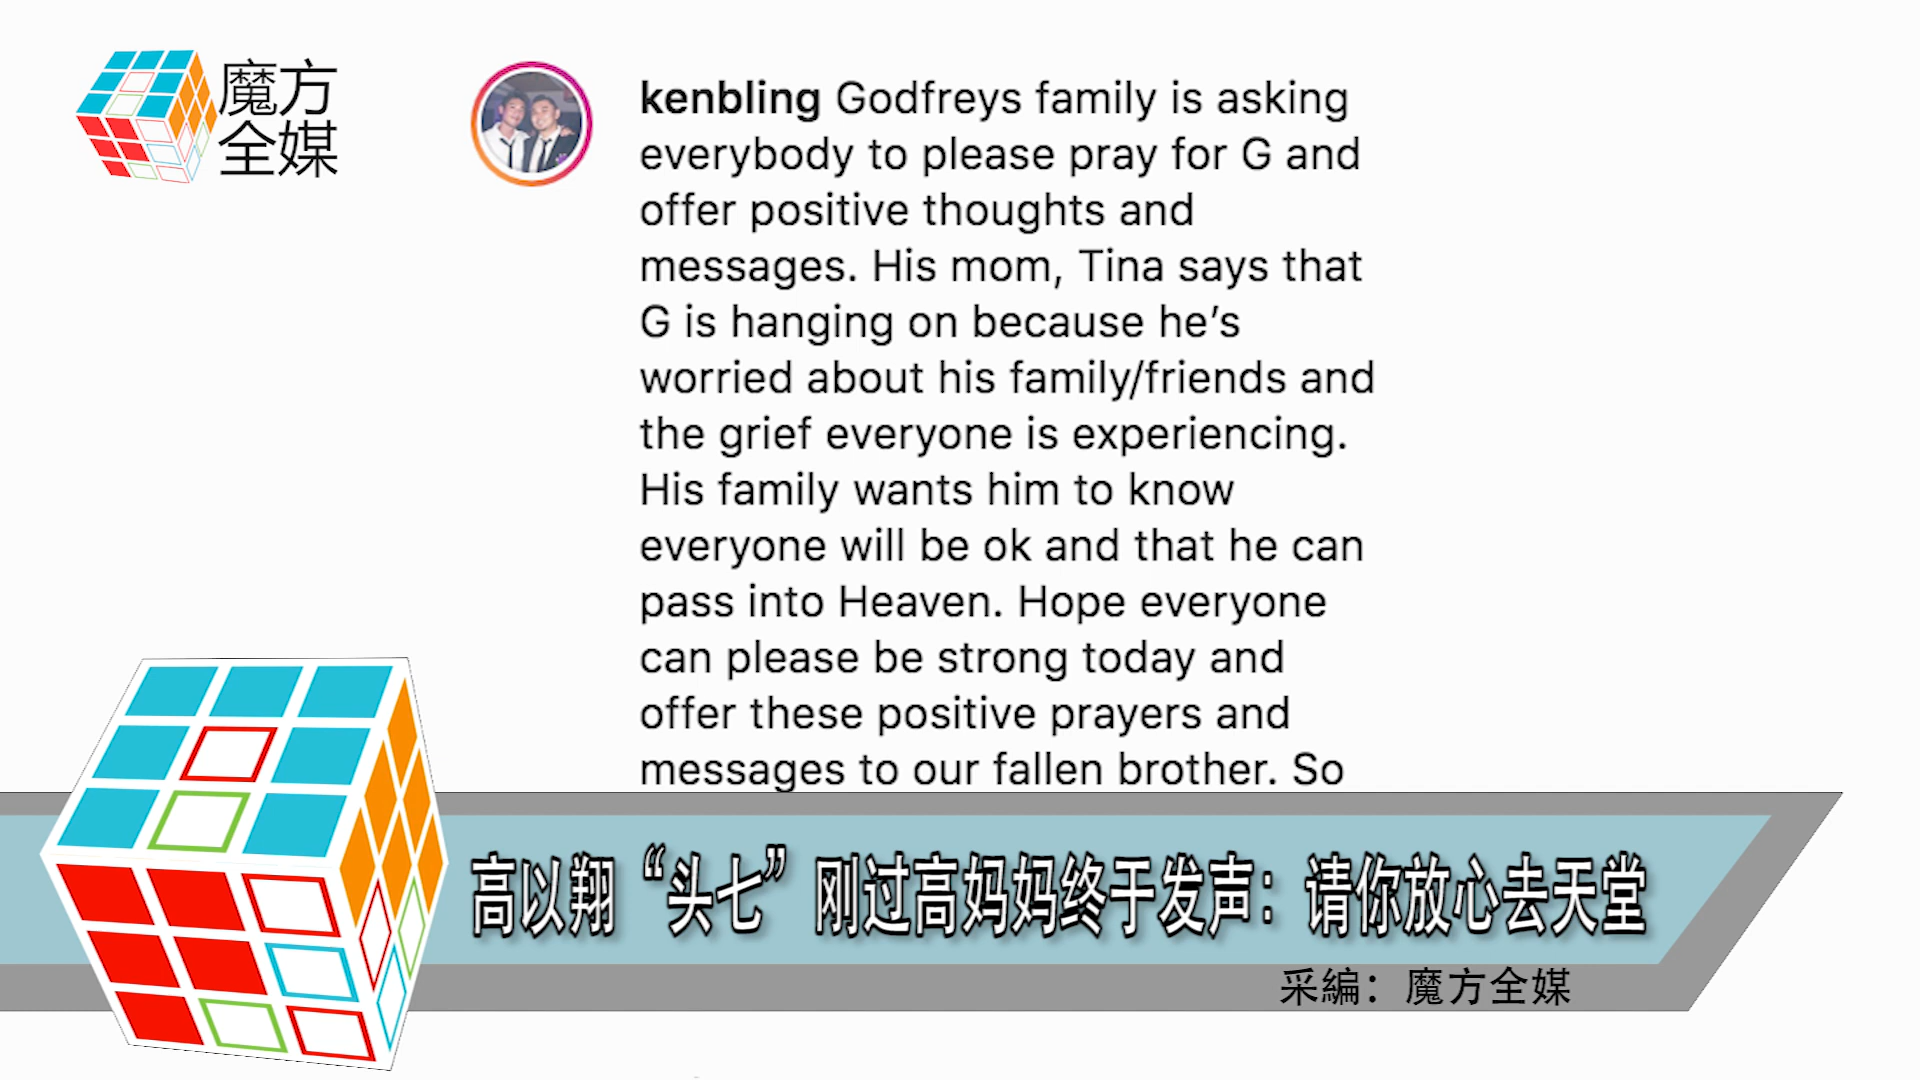 魔方
全媒
kenbling Godfreys family is asking
everybody to please pray for G and
offer positive thoughts and
messages. His mom, Tina says that
G is hanging on because he’s
worried about his family/friends and
the grief everyone is experiencing.
His family wants him to know
everyone will be ok and that he can
pass into Heaven. Hope everyone
can please be strong today and
offer these positive prayers and
messages to our fallen brother. So
高以翔“头七”刚过高妈妈终于发声：请你放心去天堂
采編：魔方全媒